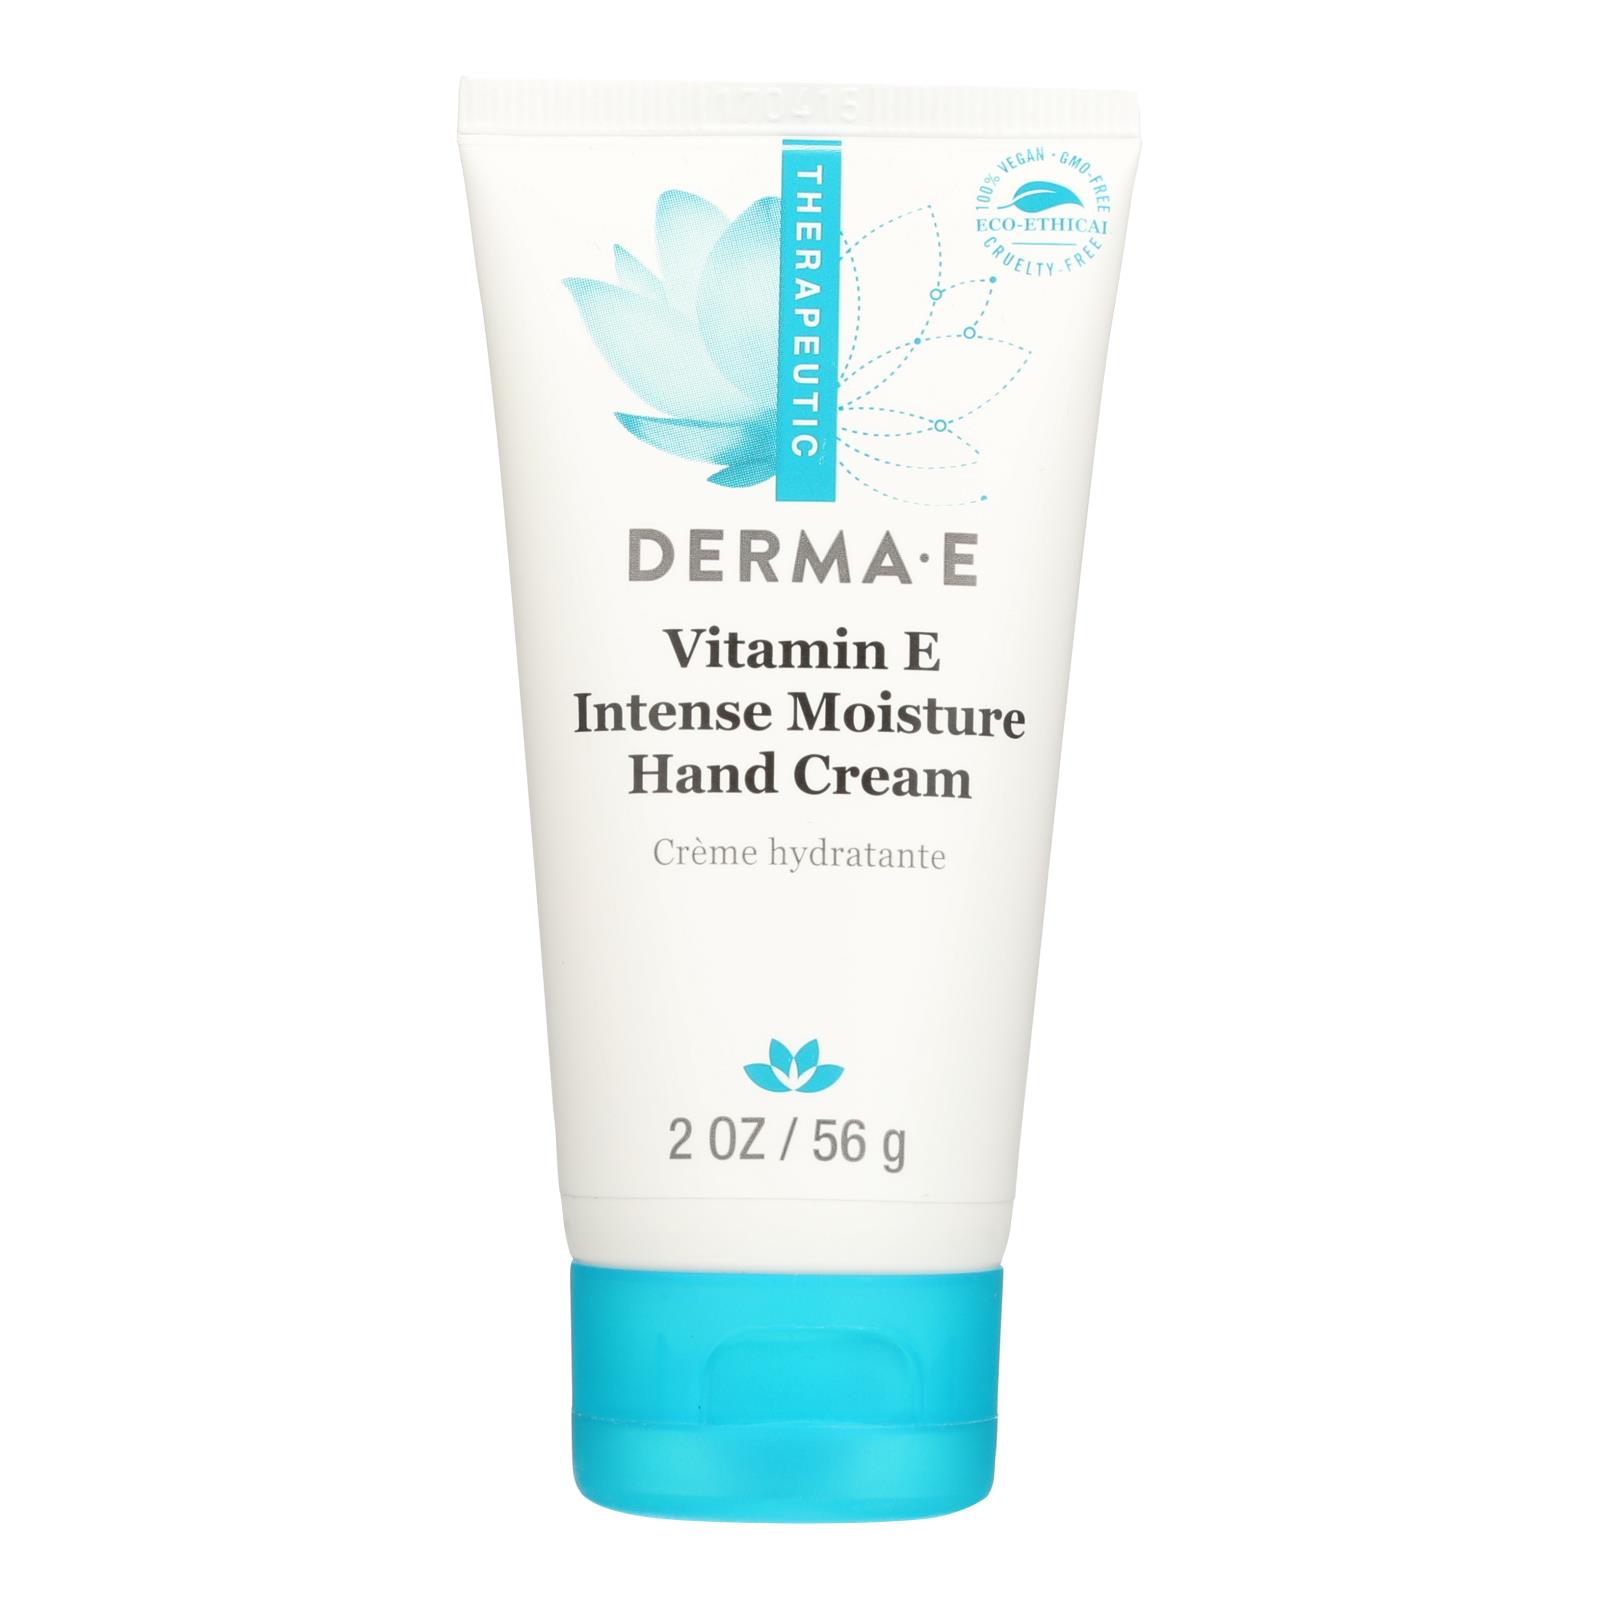 170415
THERAPEUTIC
100% VEGAN · GMO-FREE
ECO-ETHICAL
CRUELTY-FREE
DERMA·E
Vitamin E
Intense Moisture
Hand Cream
Crème hydratante
2 OZ / 56 g